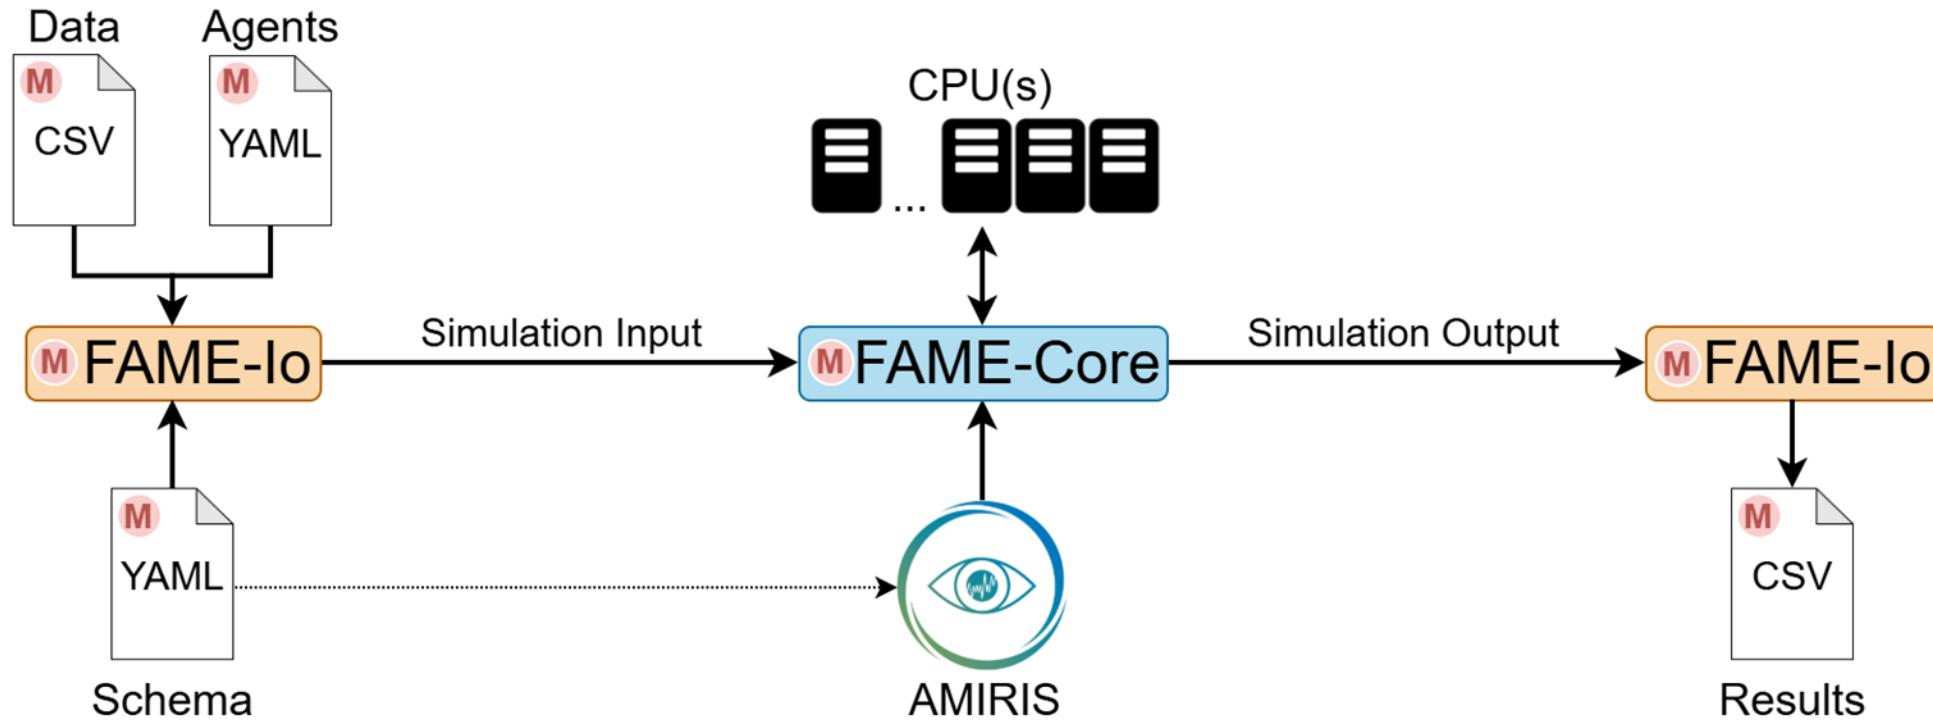 Data
Agents
M
CSV
M
YAML
CPU(s)
...
M FAME-Io
Simulation Input
M FAME-Core
Simulation Output
M FAME-Io
M
YAML
Schema
AMIRIS
M
CSV
Results